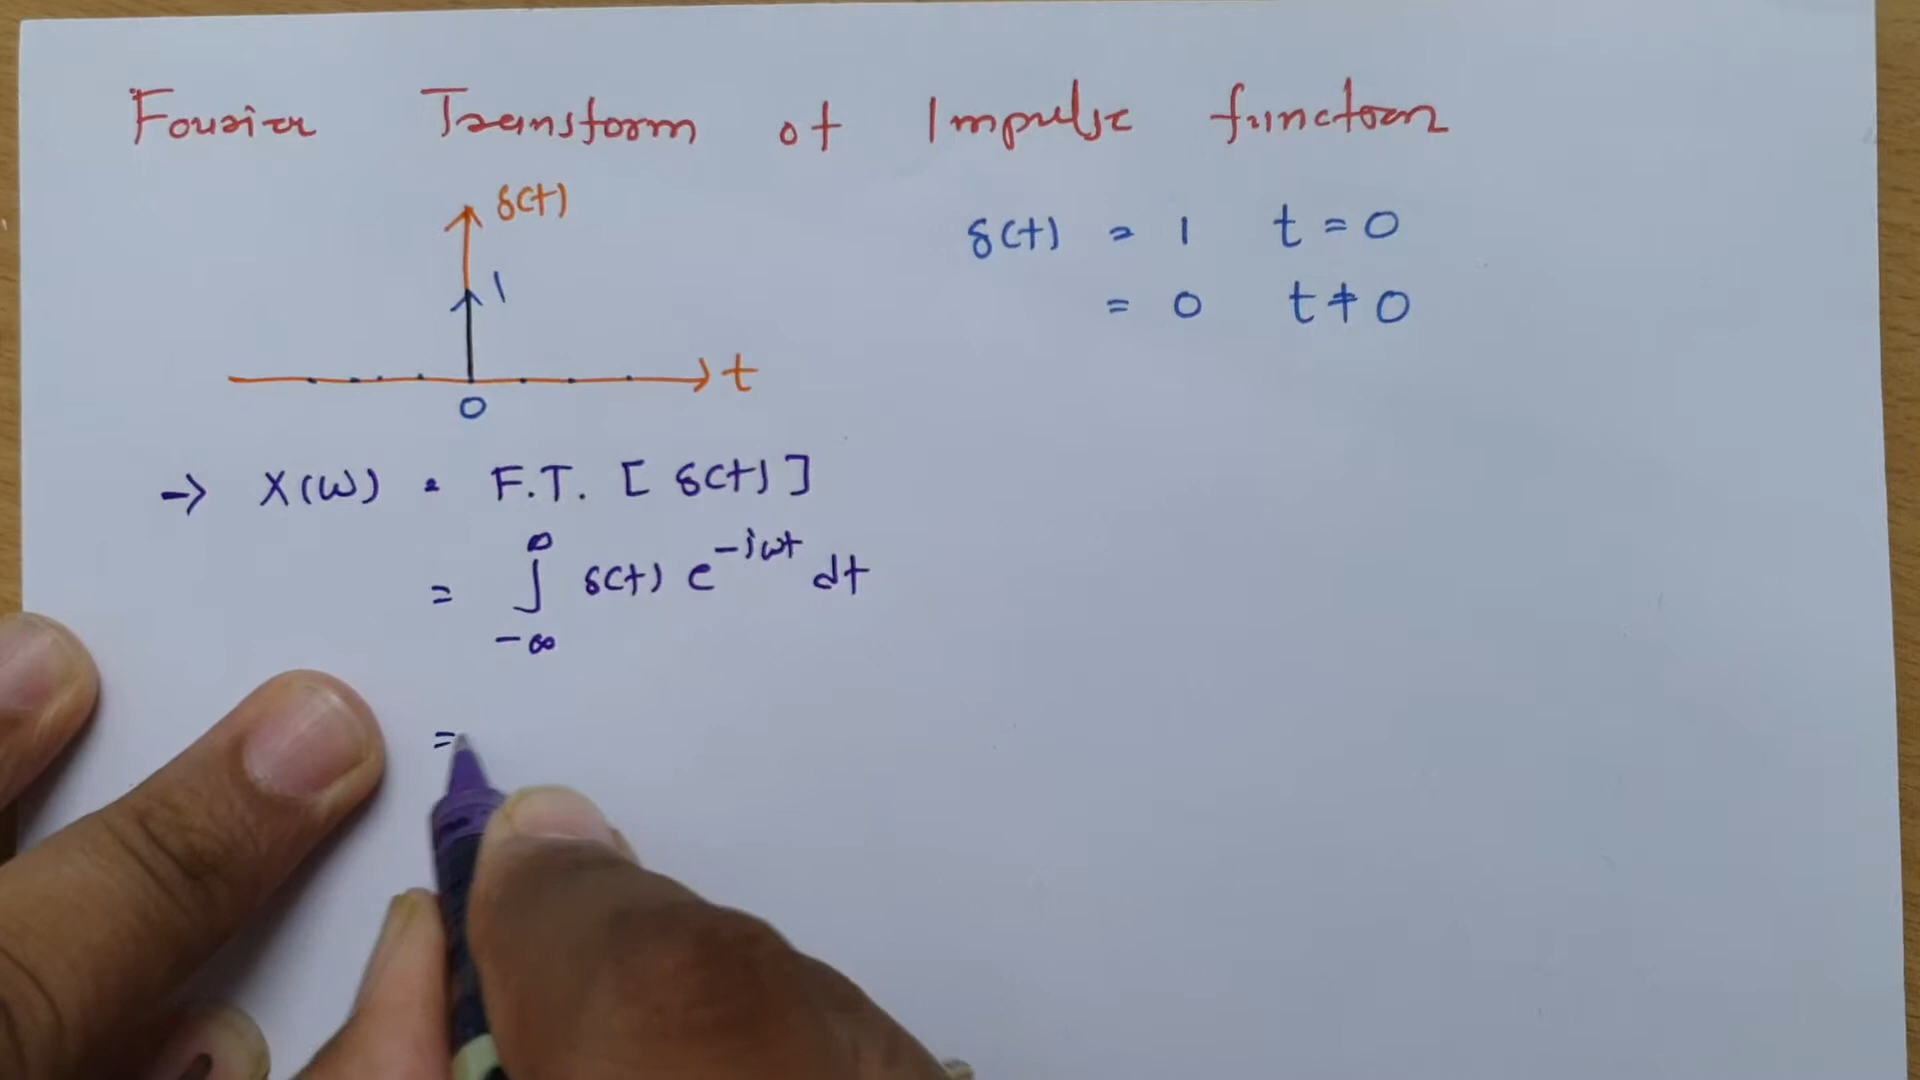 Fourier Transform of Impulse function
δ(t)
1
t
0
δ(t) = 1 t = 0
= 0 t ≠ 0
→ X(ω) = F.T. [ δ(t) ]
= ∫_{-∞}^{∞} δ(t) e^{-jωt} dt
=